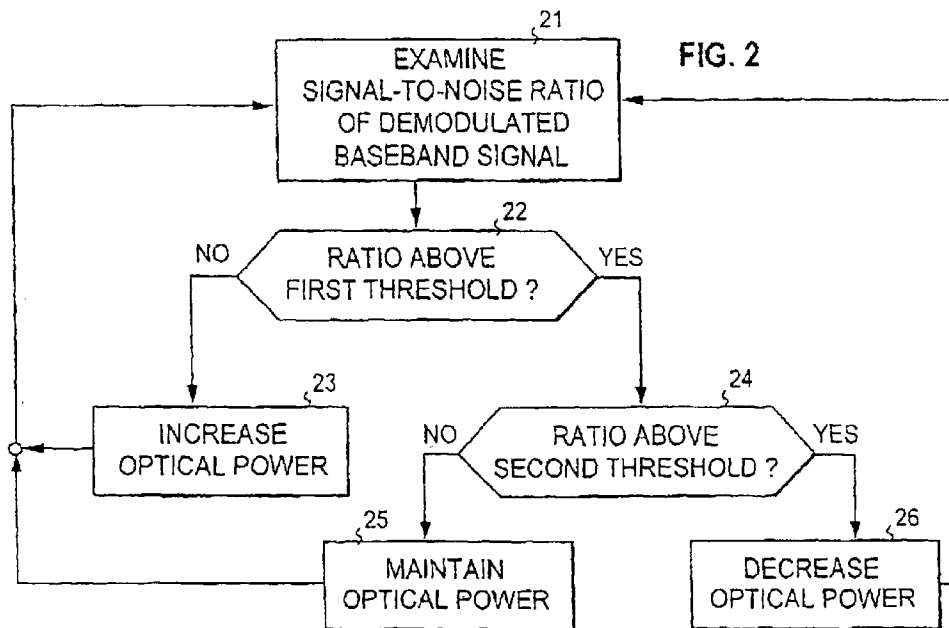 21
FIG. 2
EXAMINE
SIGNAL-TO-NOISE RATIO
OF DEMODULATED
BASEBAND SIGNAL
22
NO
RATIO ABOVE
FIRST THRESHOLD ?
YES
23
INCREASE
OPTICAL POWER
24
NO
RATIO ABOVE
SECOND THRESHOLD ?
YES
25
MAINTAIN
OPTICAL POWER
26
DECREASE
OPTICAL POWER